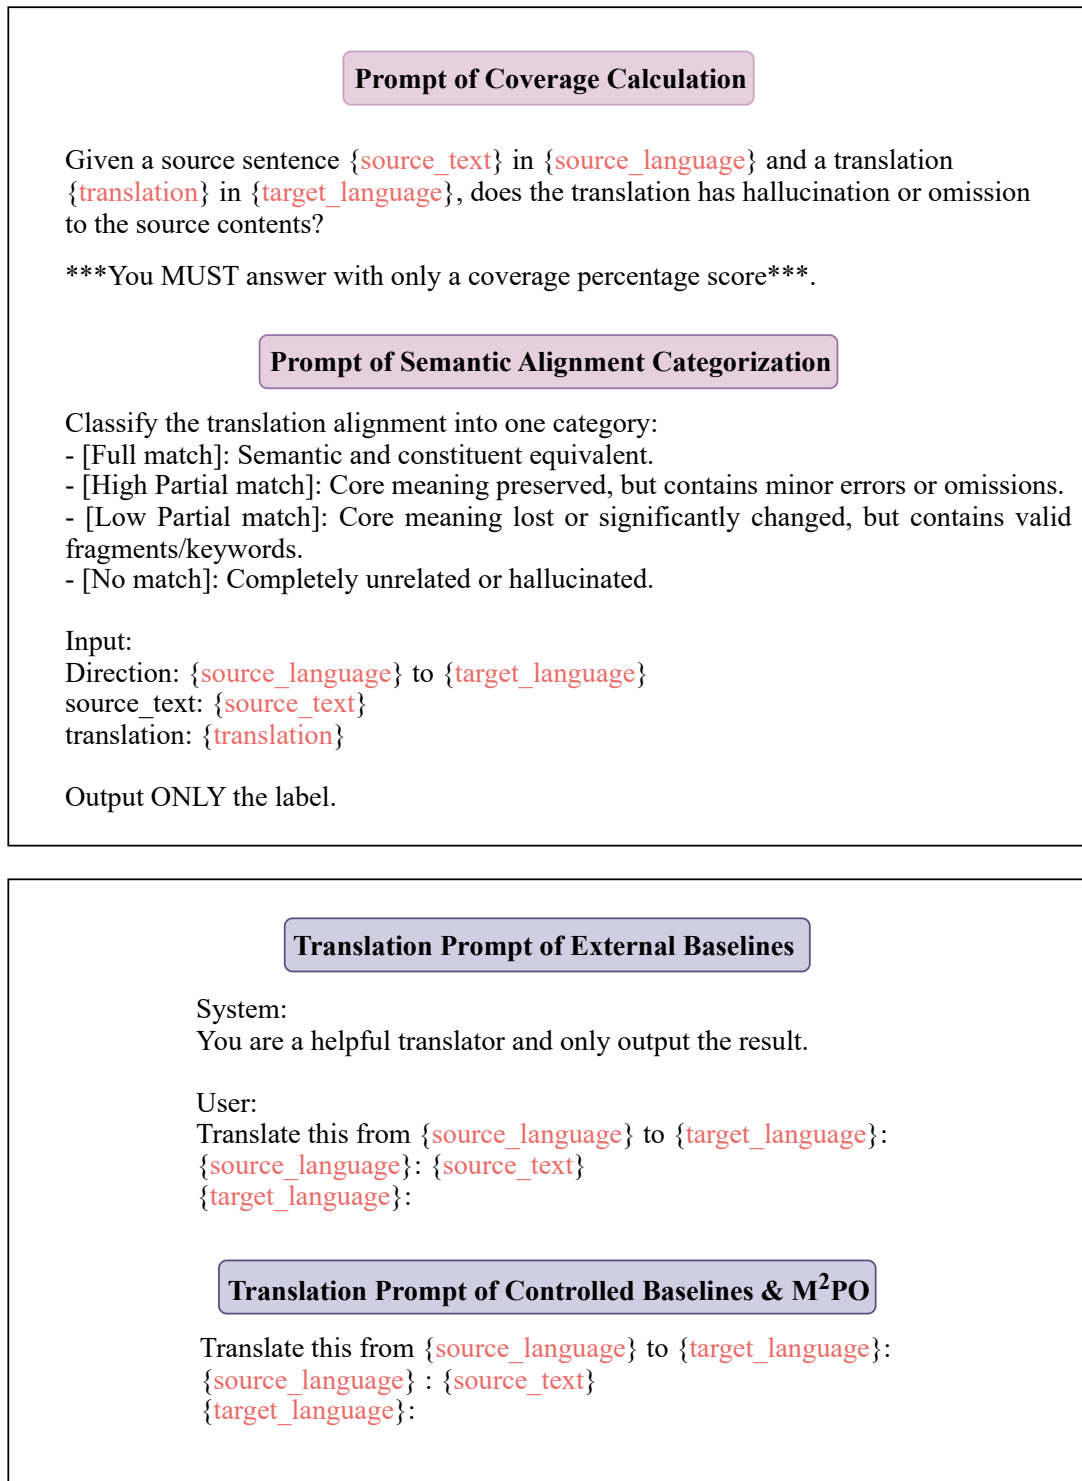 Prompt of Coverage Calculation
Given a source sentence {source_text} in {source_language} and a translation
{translation} in {target_language}, does the translation has hallucination or omission
to the source contents?
***You MUST answer with only a coverage percentage score***.
Prompt of Semantic Alignment Categorization
Classify the translation alignment into one category:
- [Full match]: Semantic and constituent equivalent.
- [High Partial match]: Core meaning preserved, but contains minor errors or omissions.
- [Low Partial match]: Core meaning lost or significantly changed, but contains valid
fragments/keywords.
- [No match]: Completely unrelated or hallucinated.
Input:
Direction: {source_language} to {target_language}
source_text: {source_text}
translation: {translation}
Output ONLY the label.
Translation Prompt of External Baselines
System:
You are a helpful translator and only output the result.
User:
Translate this from {source_language} to {target_language}:
{source_language}: {source_text}
{target_language}:
Translation Prompt of Controlled Baselines & M²PO
Translate this from {source_language} to {target_language}:
{source_language} : {source_text}
{target_language}: